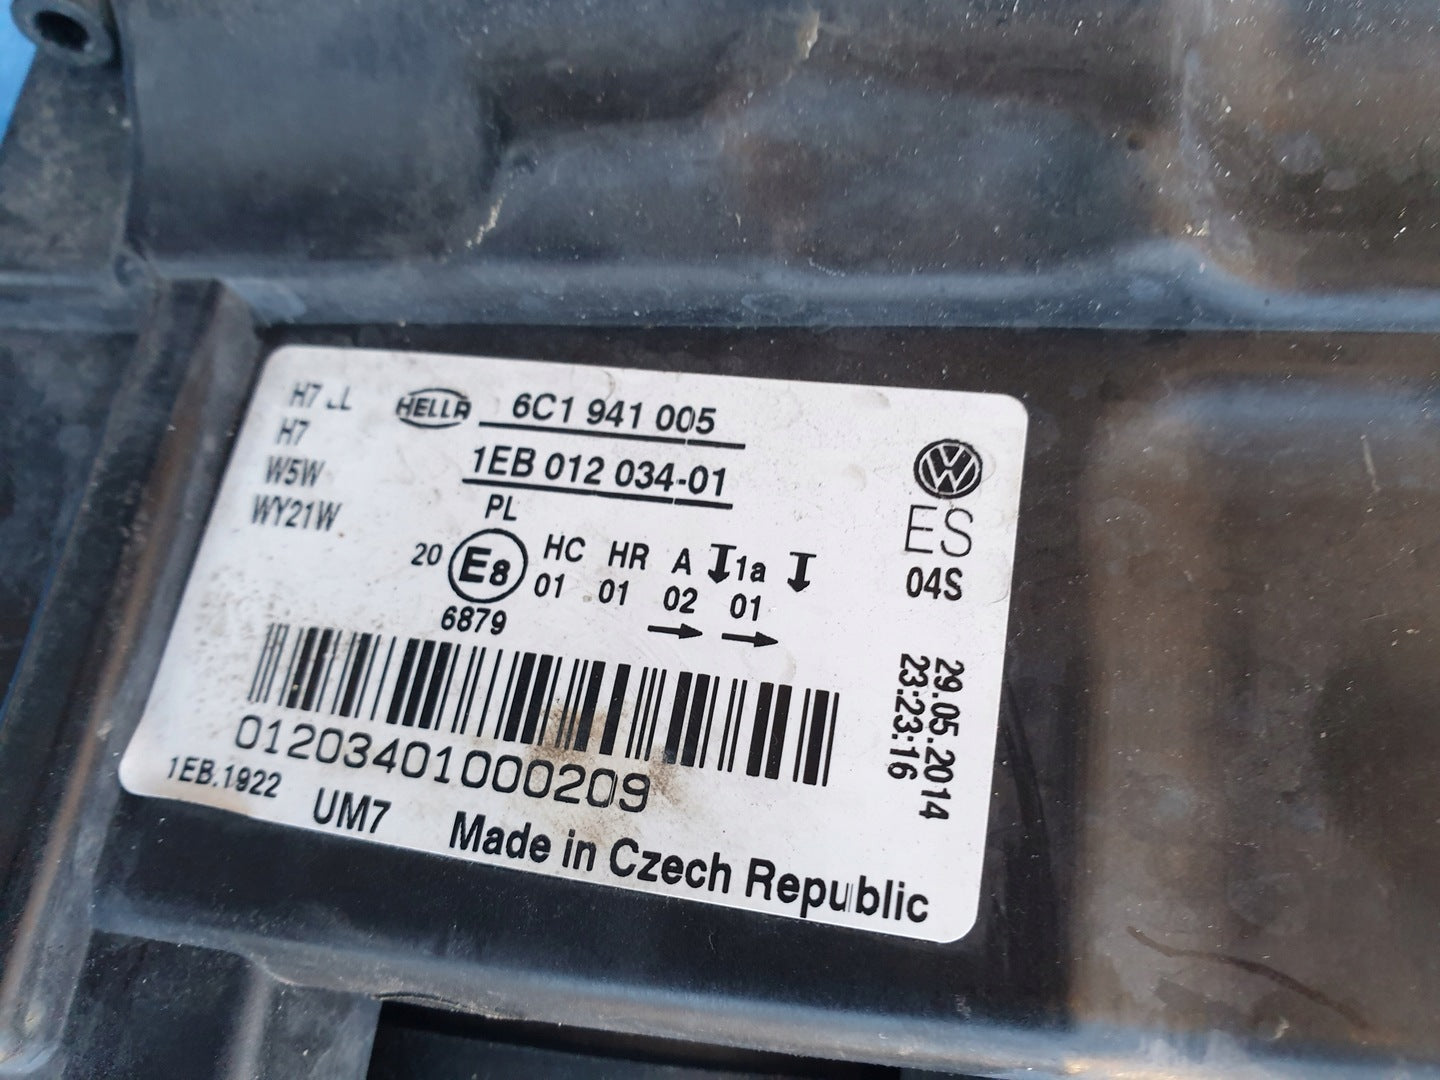 H7 LL
H7
W5W
WY21W
HELLA
6C1 941 005
1EB 012 034-01
PL
20 E8 HC HR A 1a
01 01 02 01
6879
VW
ES
04S
29.05.2014
23:23:16
01203401000209
1EB.1922
UM7
Made in Czech Republic